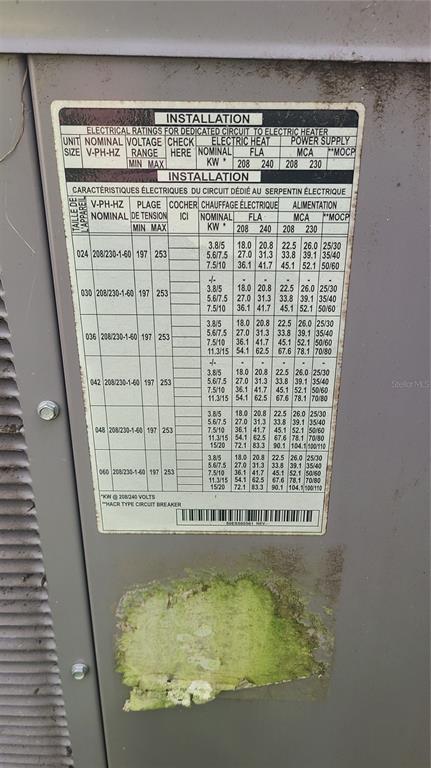 INSTALLATION
ELECTRICAL RATINGS FOR DEDICATED CIRCUIT TO ELECTRIC HEATER
UNIT SIZE NOMINAL V-PH-HZ VOLTAGE RANGE MIN MAX CHECK HERE ELECTRIC HEAT NOMINAL KW * FLA 208 240 POWER SUPPLY MCA 208 230 **MOCP
INSTALLATION
CARACTÉRISTIQUES ÉLECTRIQUES DU CIRCUIT DÉDIÉ AU SERPENTIN ÉLECTRIQUE
TAILLE DE L'APPAREIL V-PH-HZ NOMINAL PLAGE DE TENSION MIN MAX COCHER ICI CHAUFFAGE ÉLECTRIQUE NOMINAL KW * FLA 208 240 ALIMENTATION MCA 208 230 **MOCP
3.8/5 18.0 20.8 22.5 26.0 25/30
024 208/230-1-60 197 253 5.6/7.5 27.0 31.3 33.8 39.1 35/40
7.5/10 36.1 41.7 45.1 52.1 50/60
-/- - - - - -
3.8/5 18.0 20.8 22.5 26.0 25/30
030 208/230-1-60 197 253 5.6/7.5 27.0 31.3 33.8 39.1 35/40
7.5/10 36.1 41.7 45.1 52.1 50/60
3.8/5 18.0 20.8 22.5 26.0 25/30
5.6/7.5 27.0 31.3 33.8 39.1 35/40
036 208/230-1-60 197 253 7.5/10 36.1 41.7 45.1 52.1 50/60
11.3/15 54.1 62.5 67.6 78.1 70/80
-/- - - - - -
3.8/5 18.0 20.8 22.5 26.0 25/30
042 208/230-1-60 197 253 5.6/7.5 27.0 31.3 33.8 39.1 35/40
7.5/10 36.1 41.7 45.1 52.1 50/60
11.3/15 54.1 62.5 67.6 78.1 70/80
3.8/5 18.0 20.8 22.5 26.0 25/30
5.6/7.5 27.0 31.3 33.8 39.1 35/40
048 208/230-1-60 197 253 7.5/10 36.1 41.7 45.1 52.1 50/60
11.3/15 54.1 62.5 67.6 78.1 70/80
15/20 72.1 83.3 90.1 104.1 100/110
3.8/5 18.0 20.8 22.5 26.0 25/30
5.6/7.5 27.0 31.3 33.8 39.1 35/40
060 208/230-1-60 197 253 7.5/10 36.1 41.7 45.1 52.1 50/60
11.3/15 54.1 62.5 67.6 78.1 70/80
15/20 72.1 83.3 90.1 104.1 100/110
*KW @ 208/240 VOLTS
**HACR TYPE CIRCUIT BREAKER
REV
StellarMLS